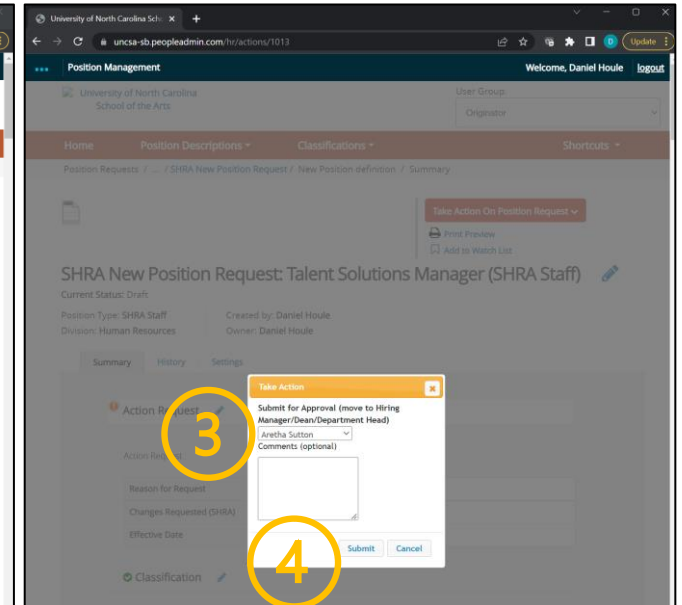 University of North Carolina Scho
uncsa-sb.peopleadmin.com/hr/actions/1013
D
Update
Position Management
Welcome, Daniel Houle logout
University of North Carolina
School of the Arts
User Group:
Originator
Home Position Descriptions Classifications Shortcuts
Position Requests / ... / SHRA New Position Request / New Position definition / Summary
Take Action On Position Request
Print Preview
Add to Watch List
SHRA New Position Request: Talent Solutions Manager (SHRA Staff)
Current Status: Draft
Position Type: SHRA Staff Created by: Daniel Houle
Division: Human Resources Owner: Daniel Houle
Summary History Settings
Take Action
Action Request
Submit for Approval (move to Hiring
Manager/Dean/Department Head)
3
Aretha Sutton
Comments (optional)
Action Request
Reason for Request
Changes Requested (SHRA)
Effective Date
4
Submit Cancel
Classification